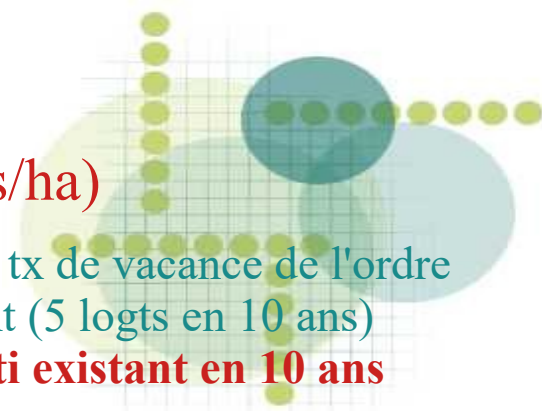 s/ha)
tx de vacance de l'ordre
t (5 logts en 10 ans)
ti existant en 10 ans